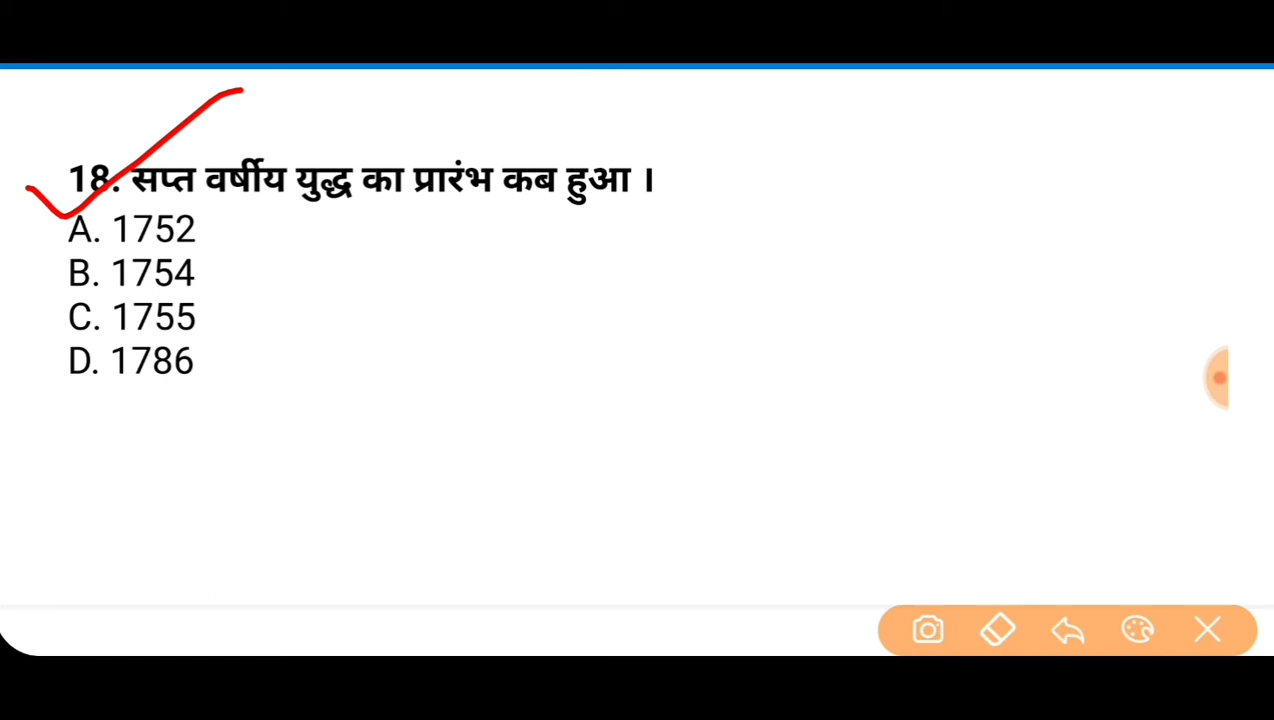 18. सप्त वर्षीय युद्ध का प्रारंभ कब हुआ ।
A. 1752
B. 1754
C. 1755
D. 1786